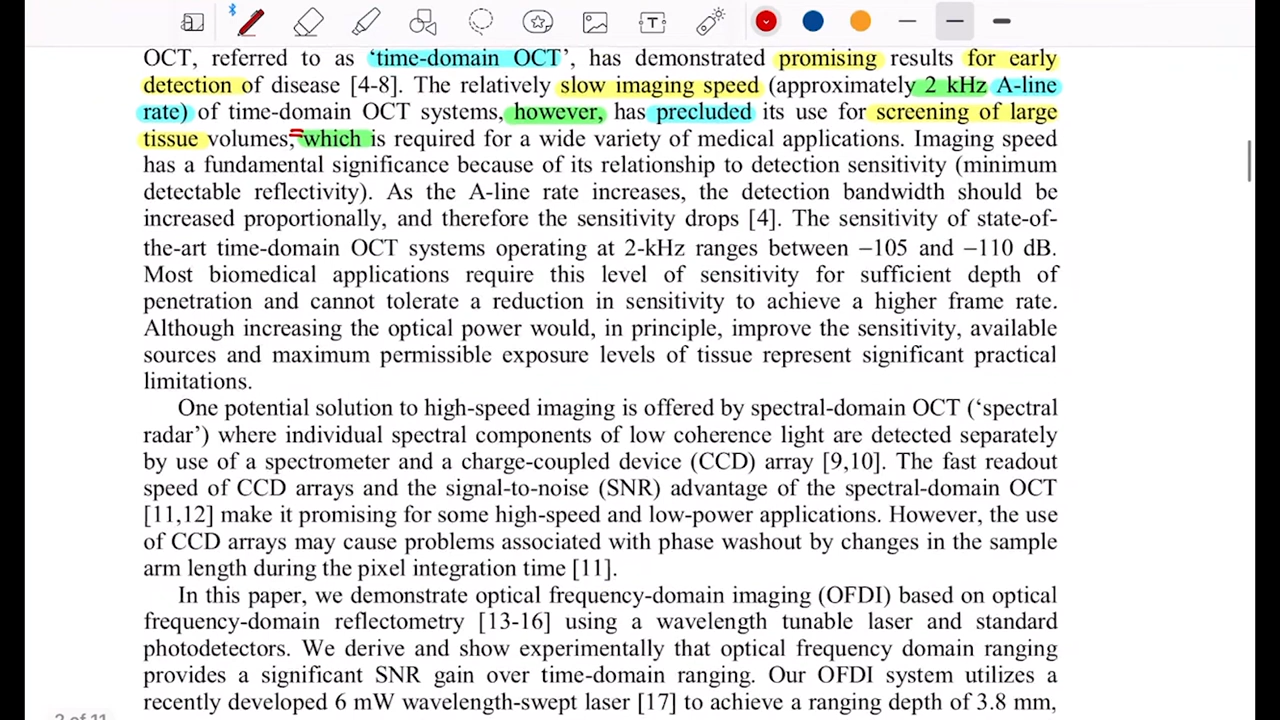 OCT, referred to as ‘time-domain OCT’, has demonstrated promising results for early
detection of disease [4-8]. The relatively slow imaging speed (approximately 2 kHz A-line
rate) of time-domain OCT systems, however, has precluded its use for screening of large
tissue volumes, which is required for a wide variety of medical applications. Imaging speed
has a fundamental significance because of its relationship to detection sensitivity (minimum
detectable reflectivity). As the A-line rate increases, the detection bandwidth should be
increased proportionally, and therefore the sensitivity drops [4]. The sensitivity of state-of-
the-art time-domain OCT systems operating at 2-kHz ranges between −105 and −110 dB.
Most biomedical applications require this level of sensitivity for sufficient depth of
penetration and cannot tolerate a reduction in sensitivity to achieve a higher frame rate.
Although increasing the optical power would, in principle, improve the sensitivity, available
sources and maximum permissible exposure levels of tissue represent significant practical
limitations.
One potential solution to high-speed imaging is offered by spectral-domain OCT (‘spectral
radar’) where individual spectral components of low coherence light are detected separately
by use of a spectrometer and a charge-coupled device (CCD) array [9,10]. The fast readout
speed of CCD arrays and the signal-to-noise (SNR) advantage of the spectral-domain OCT
[11,12] make it promising for some high-speed and low-power applications. However, the use
of CCD arrays may cause problems associated with phase washout by changes in the sample
arm length during the pixel integration time [11].
In this paper, we demonstrate optical frequency-domain imaging (OFDI) based on optical
frequency-domain reflectometry [13-16] using a wavelength tunable laser and standard
photodetectors. We derive and show experimentally that optical frequency domain ranging
provides a significant SNR gain over time-domain ranging. Our OFDI system utilizes a
recently developed 6 mW wavelength-swept laser [17] to achieve a ranging depth of 3.8 mm,
2 of 11